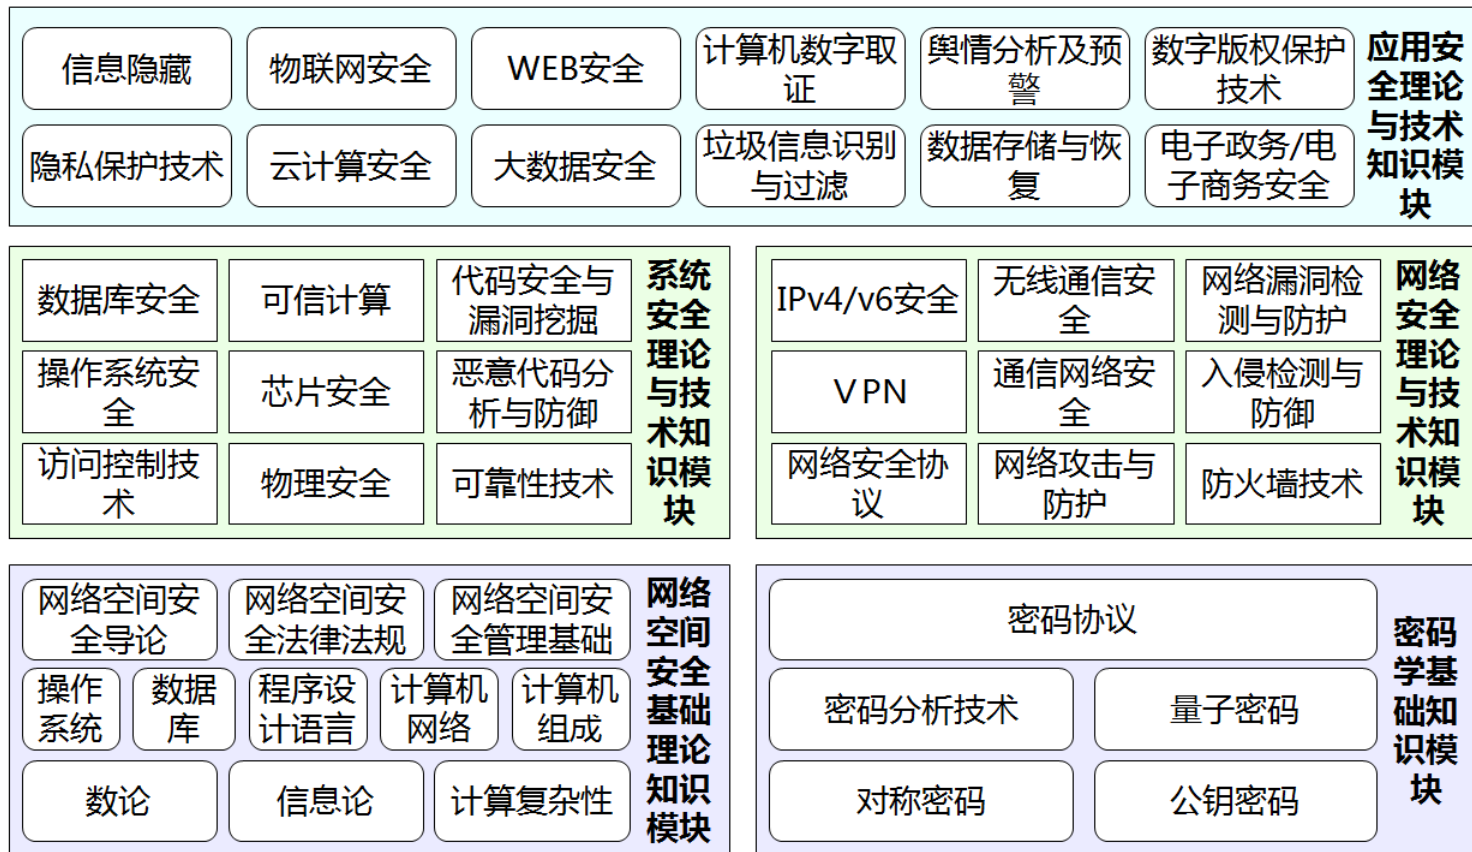 信息隐藏
物联网安全
WEB安全
计算机数字取
证
舆情分析及预
警
数字版权保护
技术
隐私保护技术
云计算安全
大数据安全
垃圾信息识别
与过滤
数据存储与恢
复
电子政务/电
子商务安全
应用安
全理论
与技术
知识模
块
数据库安全
可信计算
代码安全与
漏洞挖掘
操作系统安
全
芯片安全
恶意代码分
析与防御
访问控制技
术
物理安全
可靠性技术
系统
安全
理论
与技
术知
识模
块
IPv4/v6安全
无线通信安
全
网络漏洞检
测与防护
VPN
通信网络安
全
入侵检测与
防御
网络安全协
议
网络攻击与
防护
防火墙技术
网络
安全
理论
与技
术知
识模
块
网络空间安
全导论
网络空间安
全法律法规
网络空间安
全管理基础
操作
系统
数据
库
程序设
计语言
计算机
网络
计算机
组成
数论
信息论
计算复杂性
网络
空间
安全
基础
理论
知识
模块
密码协议
密码分析技术
量子密码
对称密码
公钥密码
密码
学基
础知
识模
块